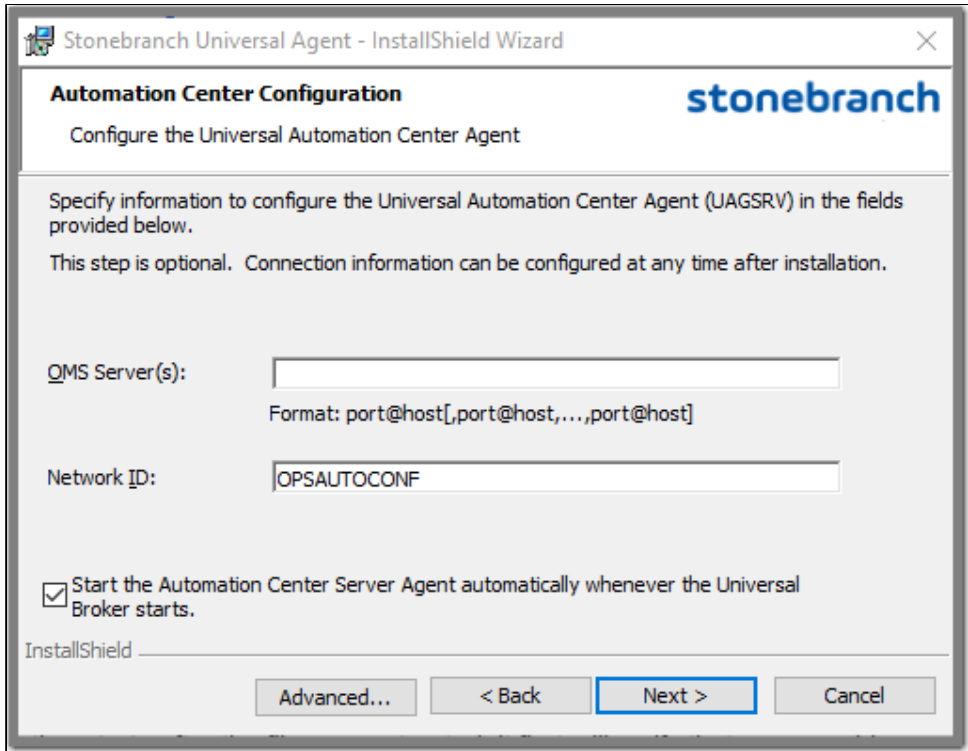 Stonebranch Universal Agent - InstallShield Wizard
Automation Center Configuration
stonebranch
Configure the Universal Automation Center Agent
Specify information to configure the Universal Automation Center Agent (UAGSRV) in the fields
provided below.
This step is optional.  Connection information can be configured at any time after installation.
OMS Server(s):
Format: port@host[,port@host,...,port@host]
Network ID:
OPSAUTOCONF
Start the Automation Center Server Agent automatically whenever the Universal
Broker starts.
InstallShield
Advanced...
< Back
Next >
Cancel